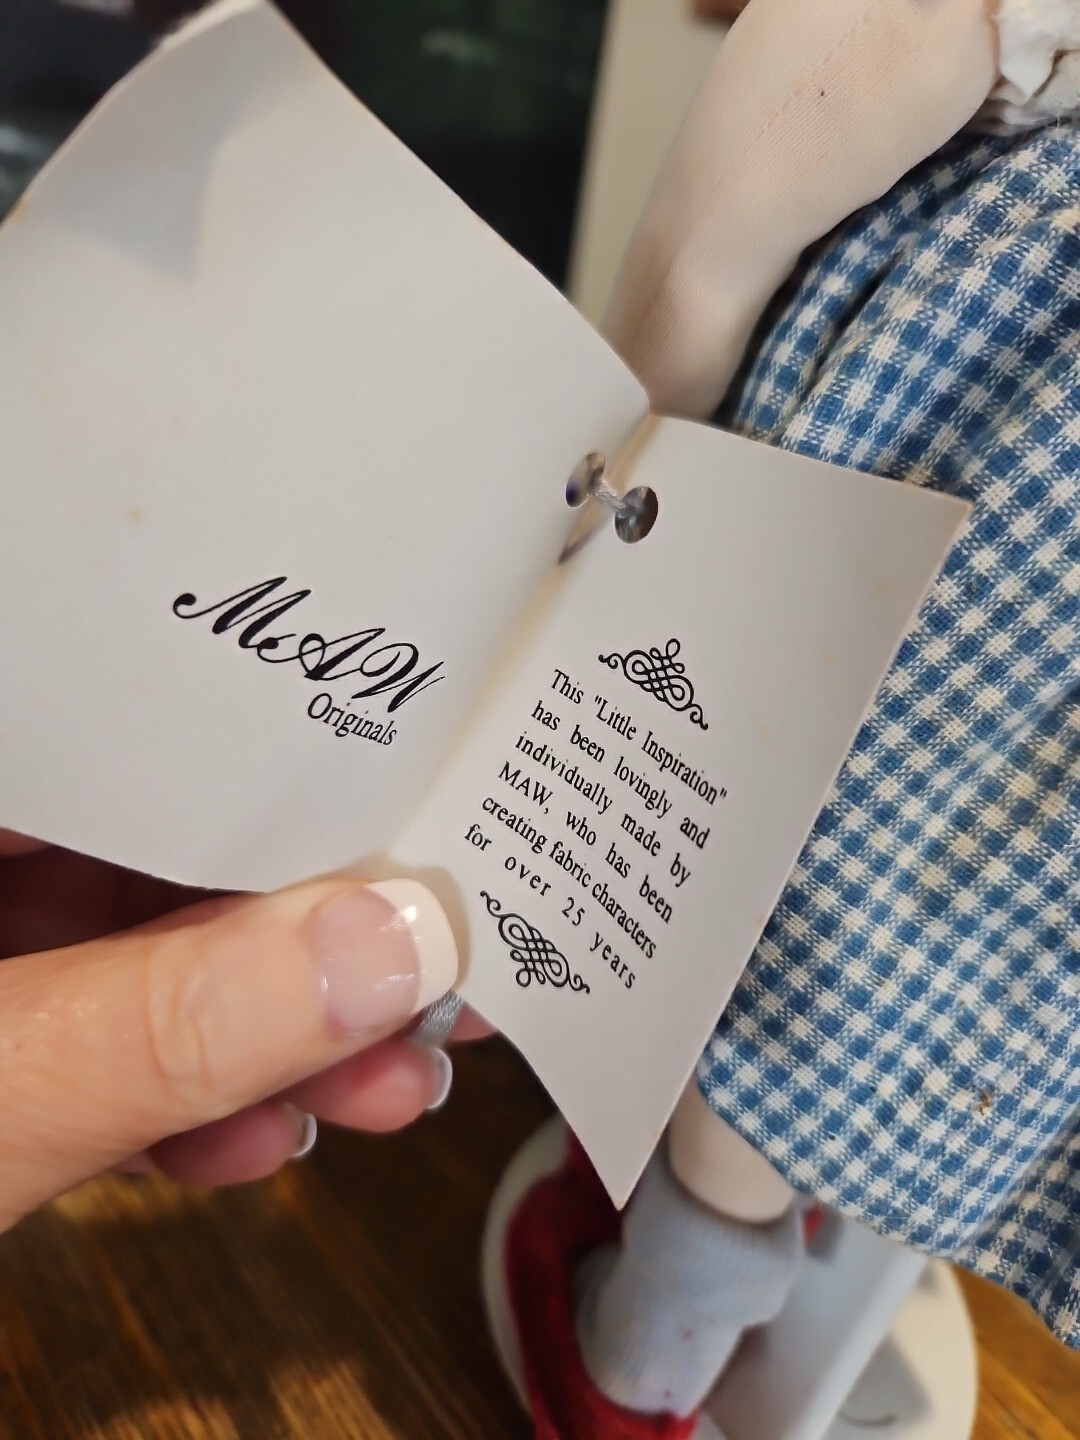 MAW
Originals
This "Little Inspiration"
has been lovingly and
individually made by
MAW, who has been
creating fabric characters
for over 25 years